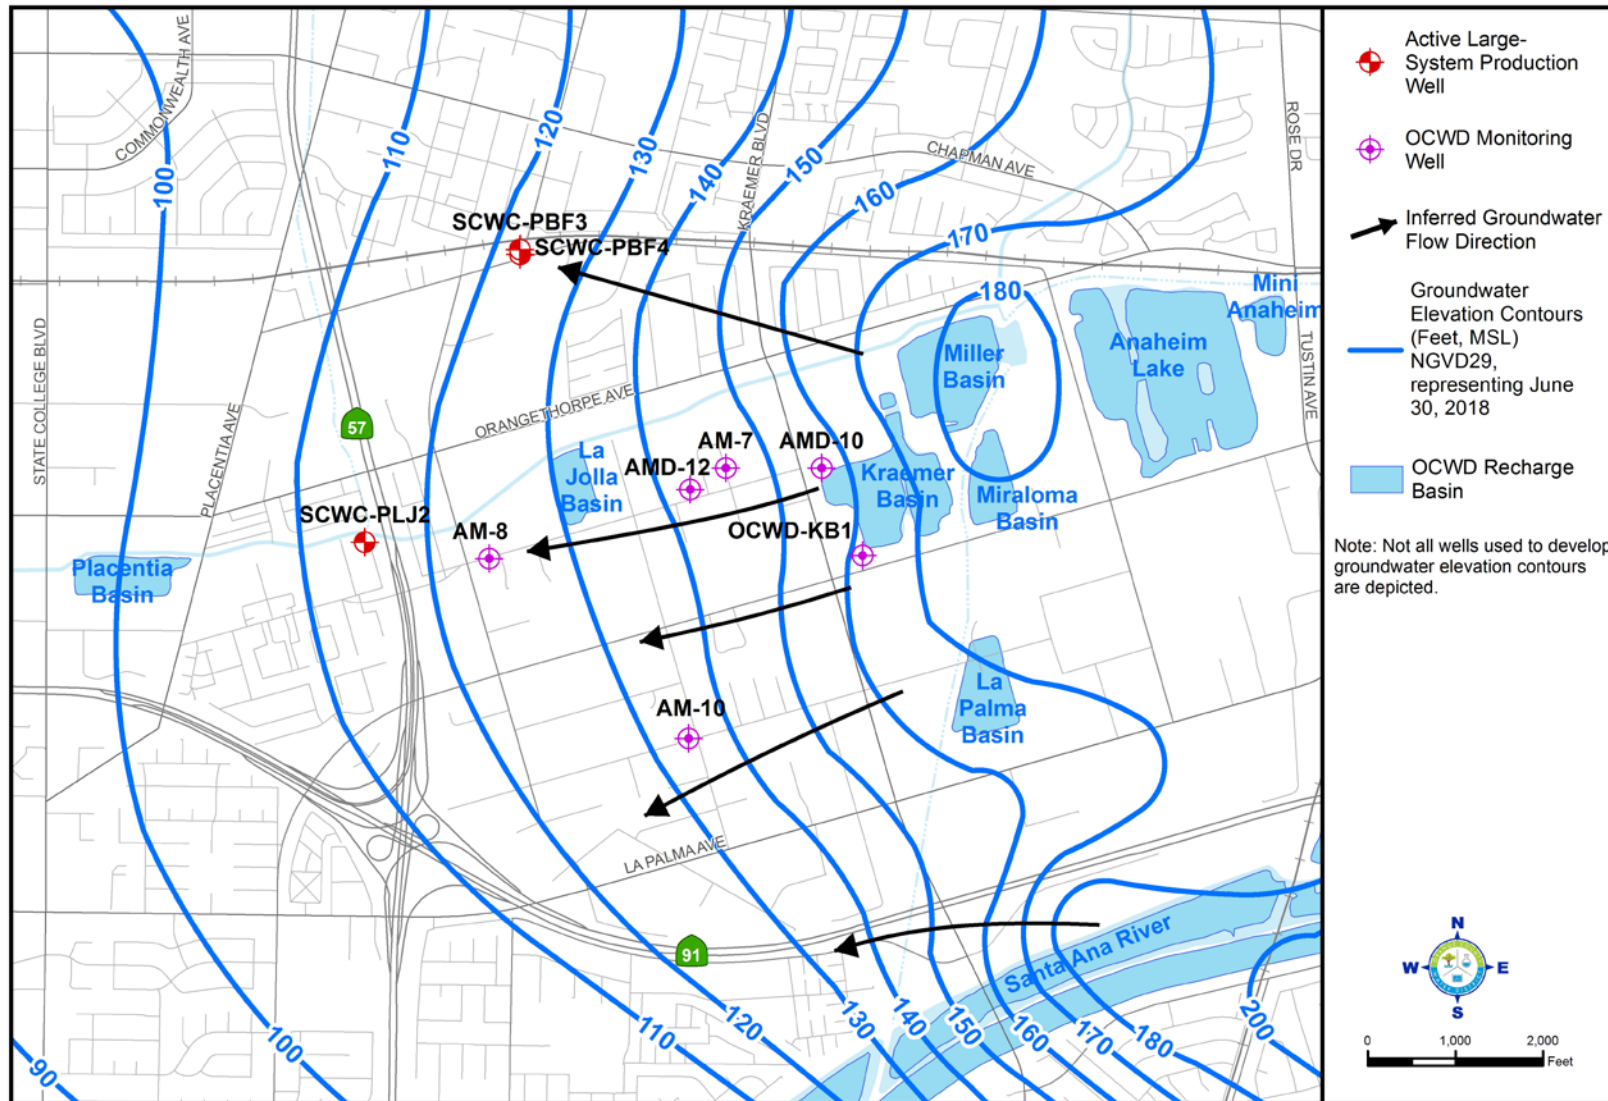 COMMONWEALTH AVE
100
110
120
130
140
150
160
170
180
KRAEMER BLVD
CHAPMAN AVE
ROSE DR
SCWC-PBF3
SCWC-PBF4
STATE COLLEGE BLVD
PLACENTIA AVE
57
ORANGETHORPE AVE
Miller
Basin
Anaheim
Lake
Mini
Anaheim
TUSTIN AVE
La
Jolla
Basin
AMD-12
AM-7
AMD-10
Kraemer
Basin
Miraloma
Basin
SCWC-PLJ2
AM-8
OCWD-KB1
Placentia
Basin
AM-10
La
Palma
Basin
LA PALMA AVE
91
Santa Ana River
90
100
110
120
130
140
150
160
170
180
200
Active Large-
System Production
Well
OCWD Monitoring
Well
Inferred Groundwater
Flow Direction
Groundwater
Elevation Contours
(Feet, MSL)
NGVD29,
representing June
30, 2018
OCWD Recharge
Basin
Note: Not all wells used to develop
groundwater elevation contours
are depicted.
N
W
E
S
0
1,000
2,000
Feet